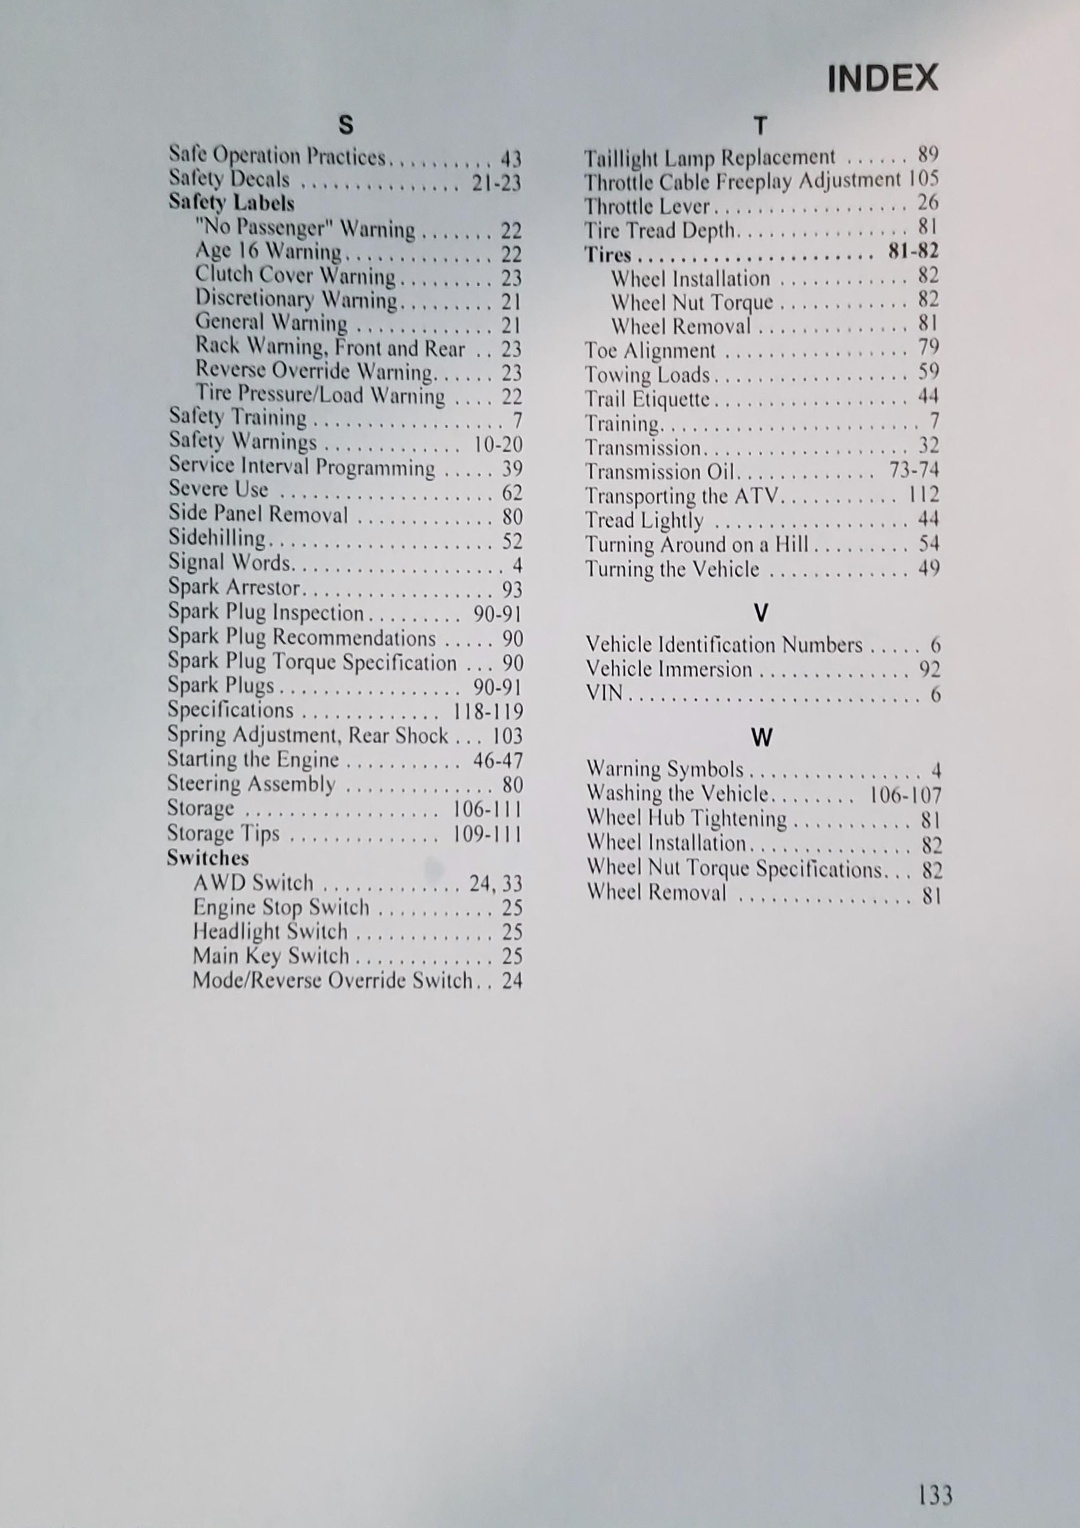 INDEX
S
Safe Operation Practices. . . . . . . . . . 43
Safety Decals . . . . . . . . . . . . . . . 21-23
Safety Labels
"No Passenger" Warning . . . . . . . 22
Age 16 Warning. . . . . . . . . . . . . . 22
Clutch Cover Warning. . . . . . . . . 23
Discretionary Warning. . . . . . . . . 21
General Warning . . . . . . . . . . . . . 21
Rack Warning, Front and Rear . . 23
Reverse Override Warning. . . . . . 23
Tire Pressure/Load Warning . . . . 22
Safety Training . . . . . . . . . . . . . . . . . . 7
Safety Warnings . . . . . . . . . . . . . 10-20
Service Interval Programming . . . . . 39
Severe Use . . . . . . . . . . . . . . . . . . . . 62
Side Panel Removal . . . . . . . . . . . . . 80
Sidehilling. . . . . . . . . . . . . . . . . . . . . 52
Signal Words. . . . . . . . . . . . . . . . . . . . 4
Spark Arrestor. . . . . . . . . . . . . . . . . . 93
Spark Plug Inspection . . . . . . . . . 90-91
Spark Plug Recommendations . . . . . 90
Spark Plug Torque Specification . . . 90
Spark Plugs. . . . . . . . . . . . . . . . . 90-91
Specifications . . . . . . . . . . . . . 118-119
Spring Adjustment, Rear Shock . . . 103
Starting the Engine . . . . . . . . . . . 46-47
Steering Assembly . . . . . . . . . . . . . . 80
Storage . . . . . . . . . . . . . . . . . . 106-111
Storage Tips . . . . . . . . . . . . . . 109-111
Switches
AWD Switch . . . . . . . . . . . . . 24, 33
Engine Stop Switch . . . . . . . . . . . 25
Headlight Switch . . . . . . . . . . . . . 25
Main Key Switch . . . . . . . . . . . . . 25
Mode/Reverse Override Switch. . 24
T
Taillight Lamp Replacement . . . . . . 89
Throttle Cable Freeplay Adjustment 105
Throttle Lever. . . . . . . . . . . . . . . . . . 26
Tire Tread Depth. . . . . . . . . . . . . . . . 81
Tires . . . . . . . . . . . . . . . . . . . . . . 81-82
Wheel Installation . . . . . . . . . . . . 82
Wheel Nut Torque . . . . . . . . . . . . 82
Wheel Removal . . . . . . . . . . . . . . 81
Toe Alignment . . . . . . . . . . . . . . . . . 79
Towing Loads. . . . . . . . . . . . . . . . . . 59
Trail Etiquette. . . . . . . . . . . . . . . . . . 44
Training. . . . . . . . . . . . . . . . . . . . . . . . 7
Transmission. . . . . . . . . . . . . . . . . . . 32
Transmission Oil. . . . . . . . . . . . . 73-74
Transporting the ATV. . . . . . . . . . . 112
Tread Lightly . . . . . . . . . . . . . . . . . . 44
Turning Around on a Hill . . . . . . . . . 54
Turning the Vehicle . . . . . . . . . . . . . 49
V
Vehicle Identification Numbers . . . . . 6
Vehicle Immersion . . . . . . . . . . . . . . 92
VIN . . . . . . . . . . . . . . . . . . . . . . . . . . . 6
W
Warning Symbols . . . . . . . . . . . . . . . . 4
Washing the Vehicle. . . . . . . . 106-107
Wheel Hub Tightening . . . . . . . . . . . 81
Wheel Installation. . . . . . . . . . . . . . . 82
Wheel Nut Torque Specifications. . . 82
Wheel Removal . . . . . . . . . . . . . . . . 81
133